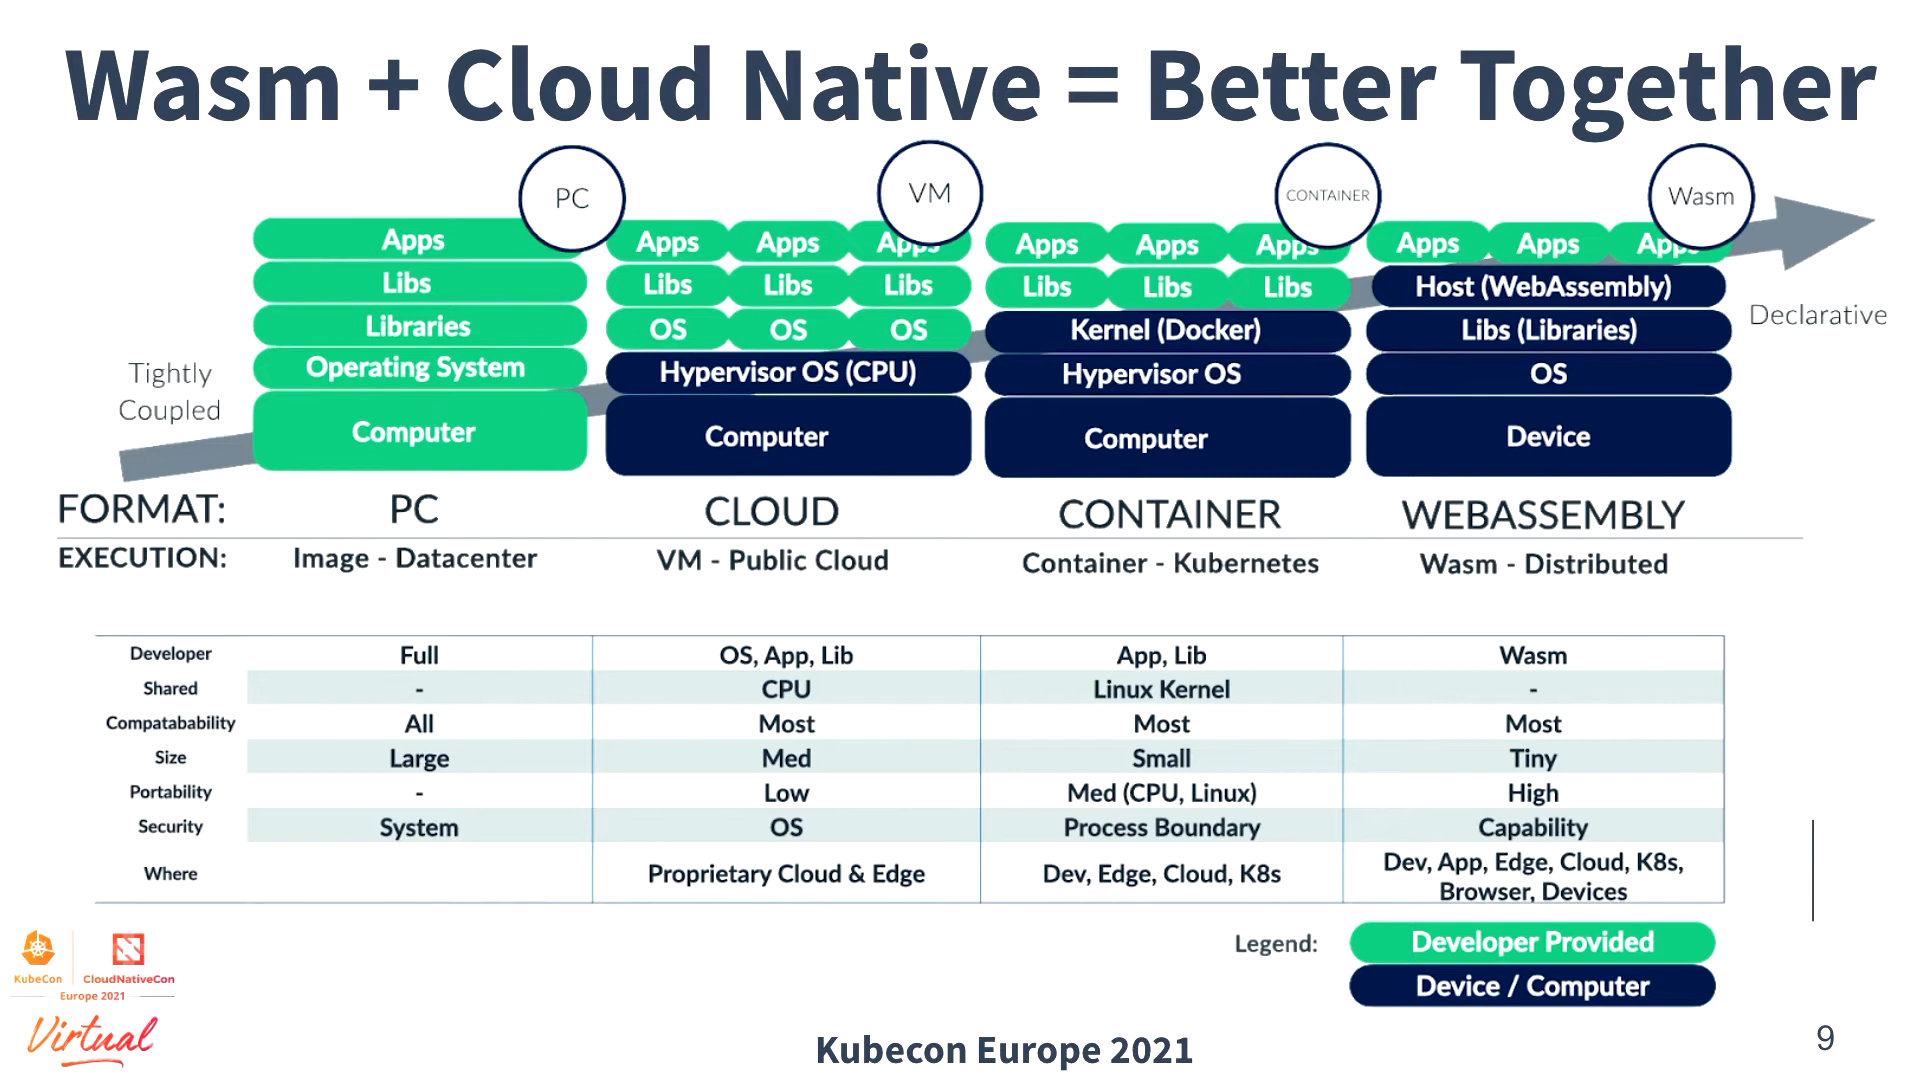 Wasm + Cloud Native = Better Together
PC
VM
CONTAINER
Wasm
Apps
Libs
Libraries
Operating System
Computer
Apps Apps Apps
Libs Libs Libs
OS OS OS
Hypervisor OS (CPU)
Computer
Apps Apps Apps
Libs Libs Libs
Kernel (Docker)
Hypervisor OS
Computer
Apps Apps Apps
Host (WebAssembly)
Libs (Libraries)
OS
Device
Tightly
Coupled
Declarative
FORMAT: PC CLOUD CONTAINER WEBASSEMBLY
EXECUTION: Image - Datacenter VM - Public Cloud Container - Kubernetes Wasm - Distributed
Developer Full OS, App, Lib App, Lib Wasm
Shared - CPU Linux Kernel -
Compatabability All Most Most Most
Size Large Med Small Tiny
Portability - Low Med (CPU, Linux) High
Security System OS Process Boundary Capability
Where Proprietary Cloud & Edge Dev, Edge, Cloud, K8s Dev, App, Edge, Cloud, K8s,
Browser, Devices
Legend: Developer Provided
Device / Computer
KubeCon CloudNativeCon
Europe 2021
Virtual
Kubecon Europe 2021
9